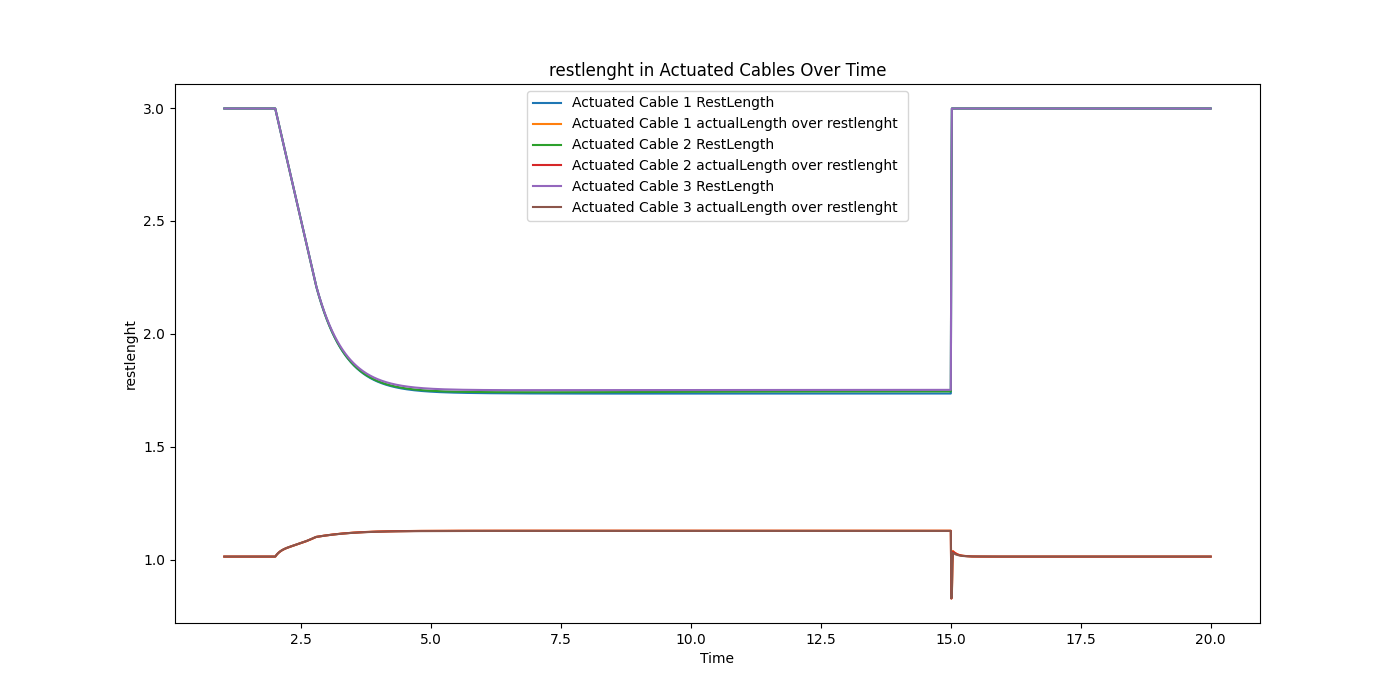 restlenght in Actuated Cables Over Time
Actuated Cable 1 RestLength
Actuated Cable 1 actualLength over restlenght
Actuated Cable 2 RestLength
Actuated Cable 2 actualLength over restlenght
Actuated Cable 3 RestLength
Actuated Cable 3 actualLength over restlenght
restlenght
3.0
2.5
2.0
1.5
1.0
2.5 5.0 7.5 10.0 12.5 15.0 17.5 20.0
Time